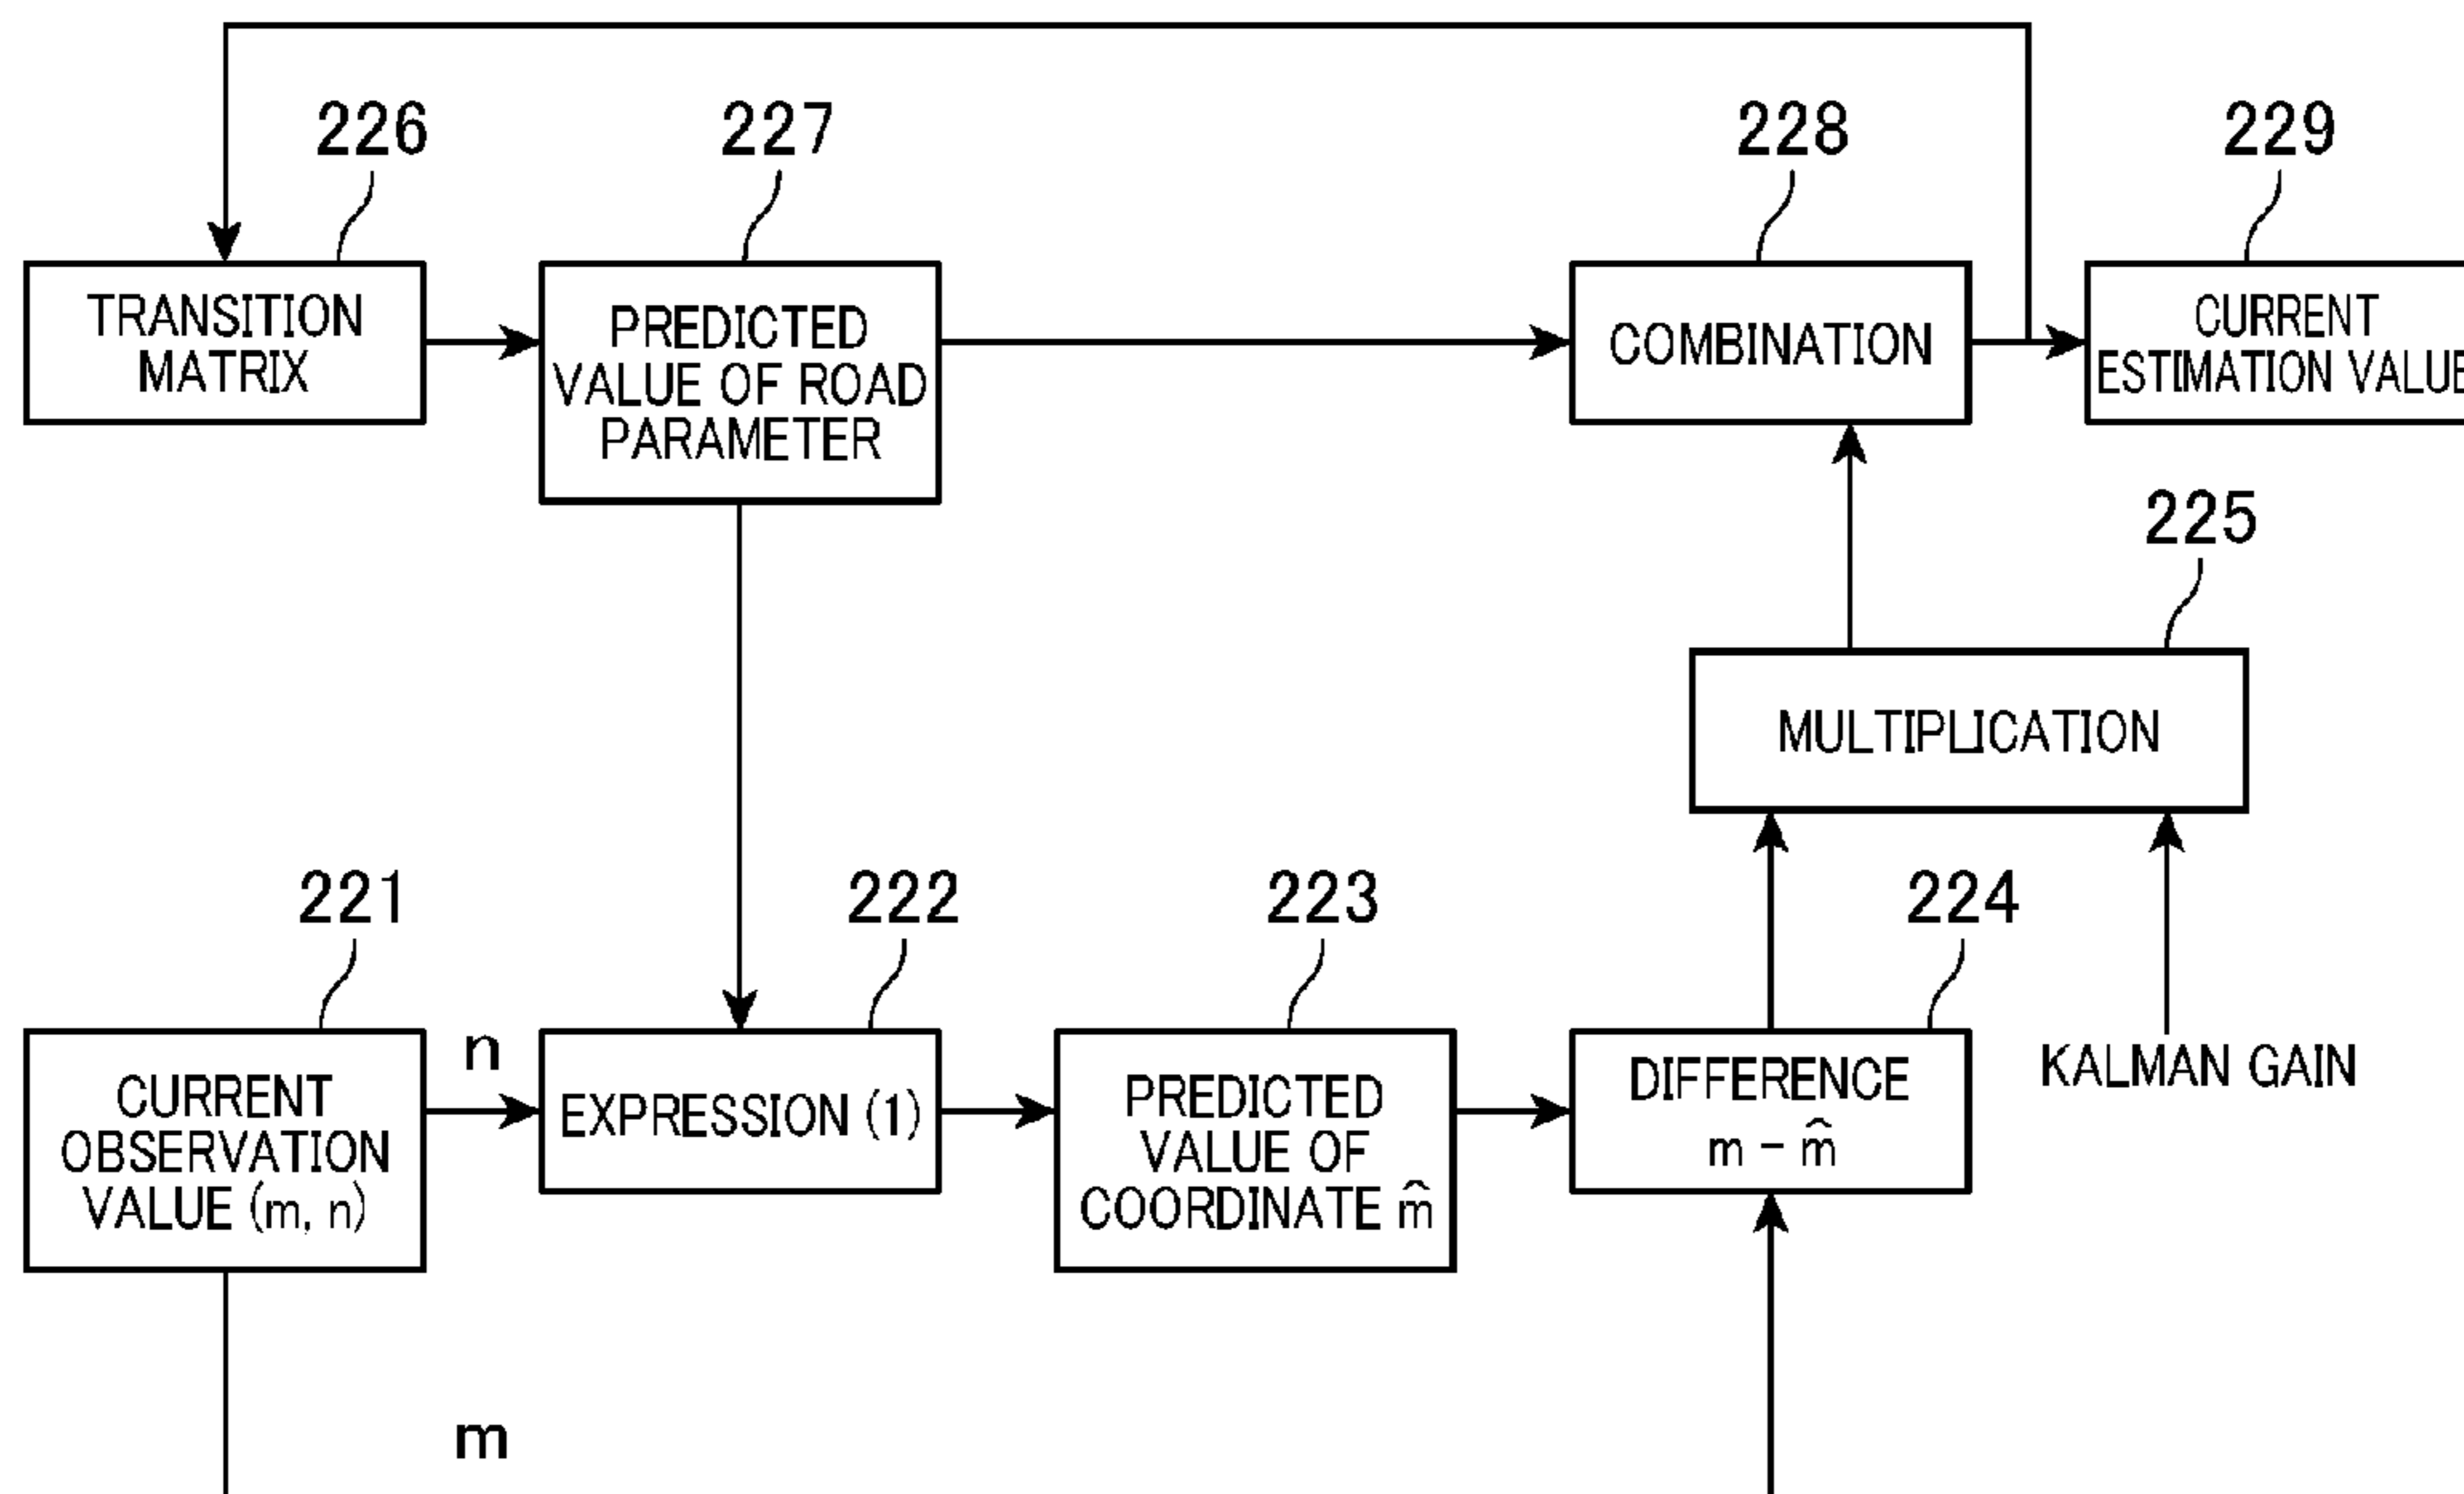 226
227
228
229
TRANSITION
MATRIX
PREDICTED
VALUE OF ROAD
PARAMETER
COMBINATION
CURRENT
ESTIMATION VALUE
225
MULTIPLICATION
221
222
223
224
CURRENT
OBSERVATION
VALUE (m, n)
n
EXPRESSION (1)
PREDICTED
VALUE OF
COORDINATE m̂
DIFFERENCE
m - m̂
KALMAN GAIN
m